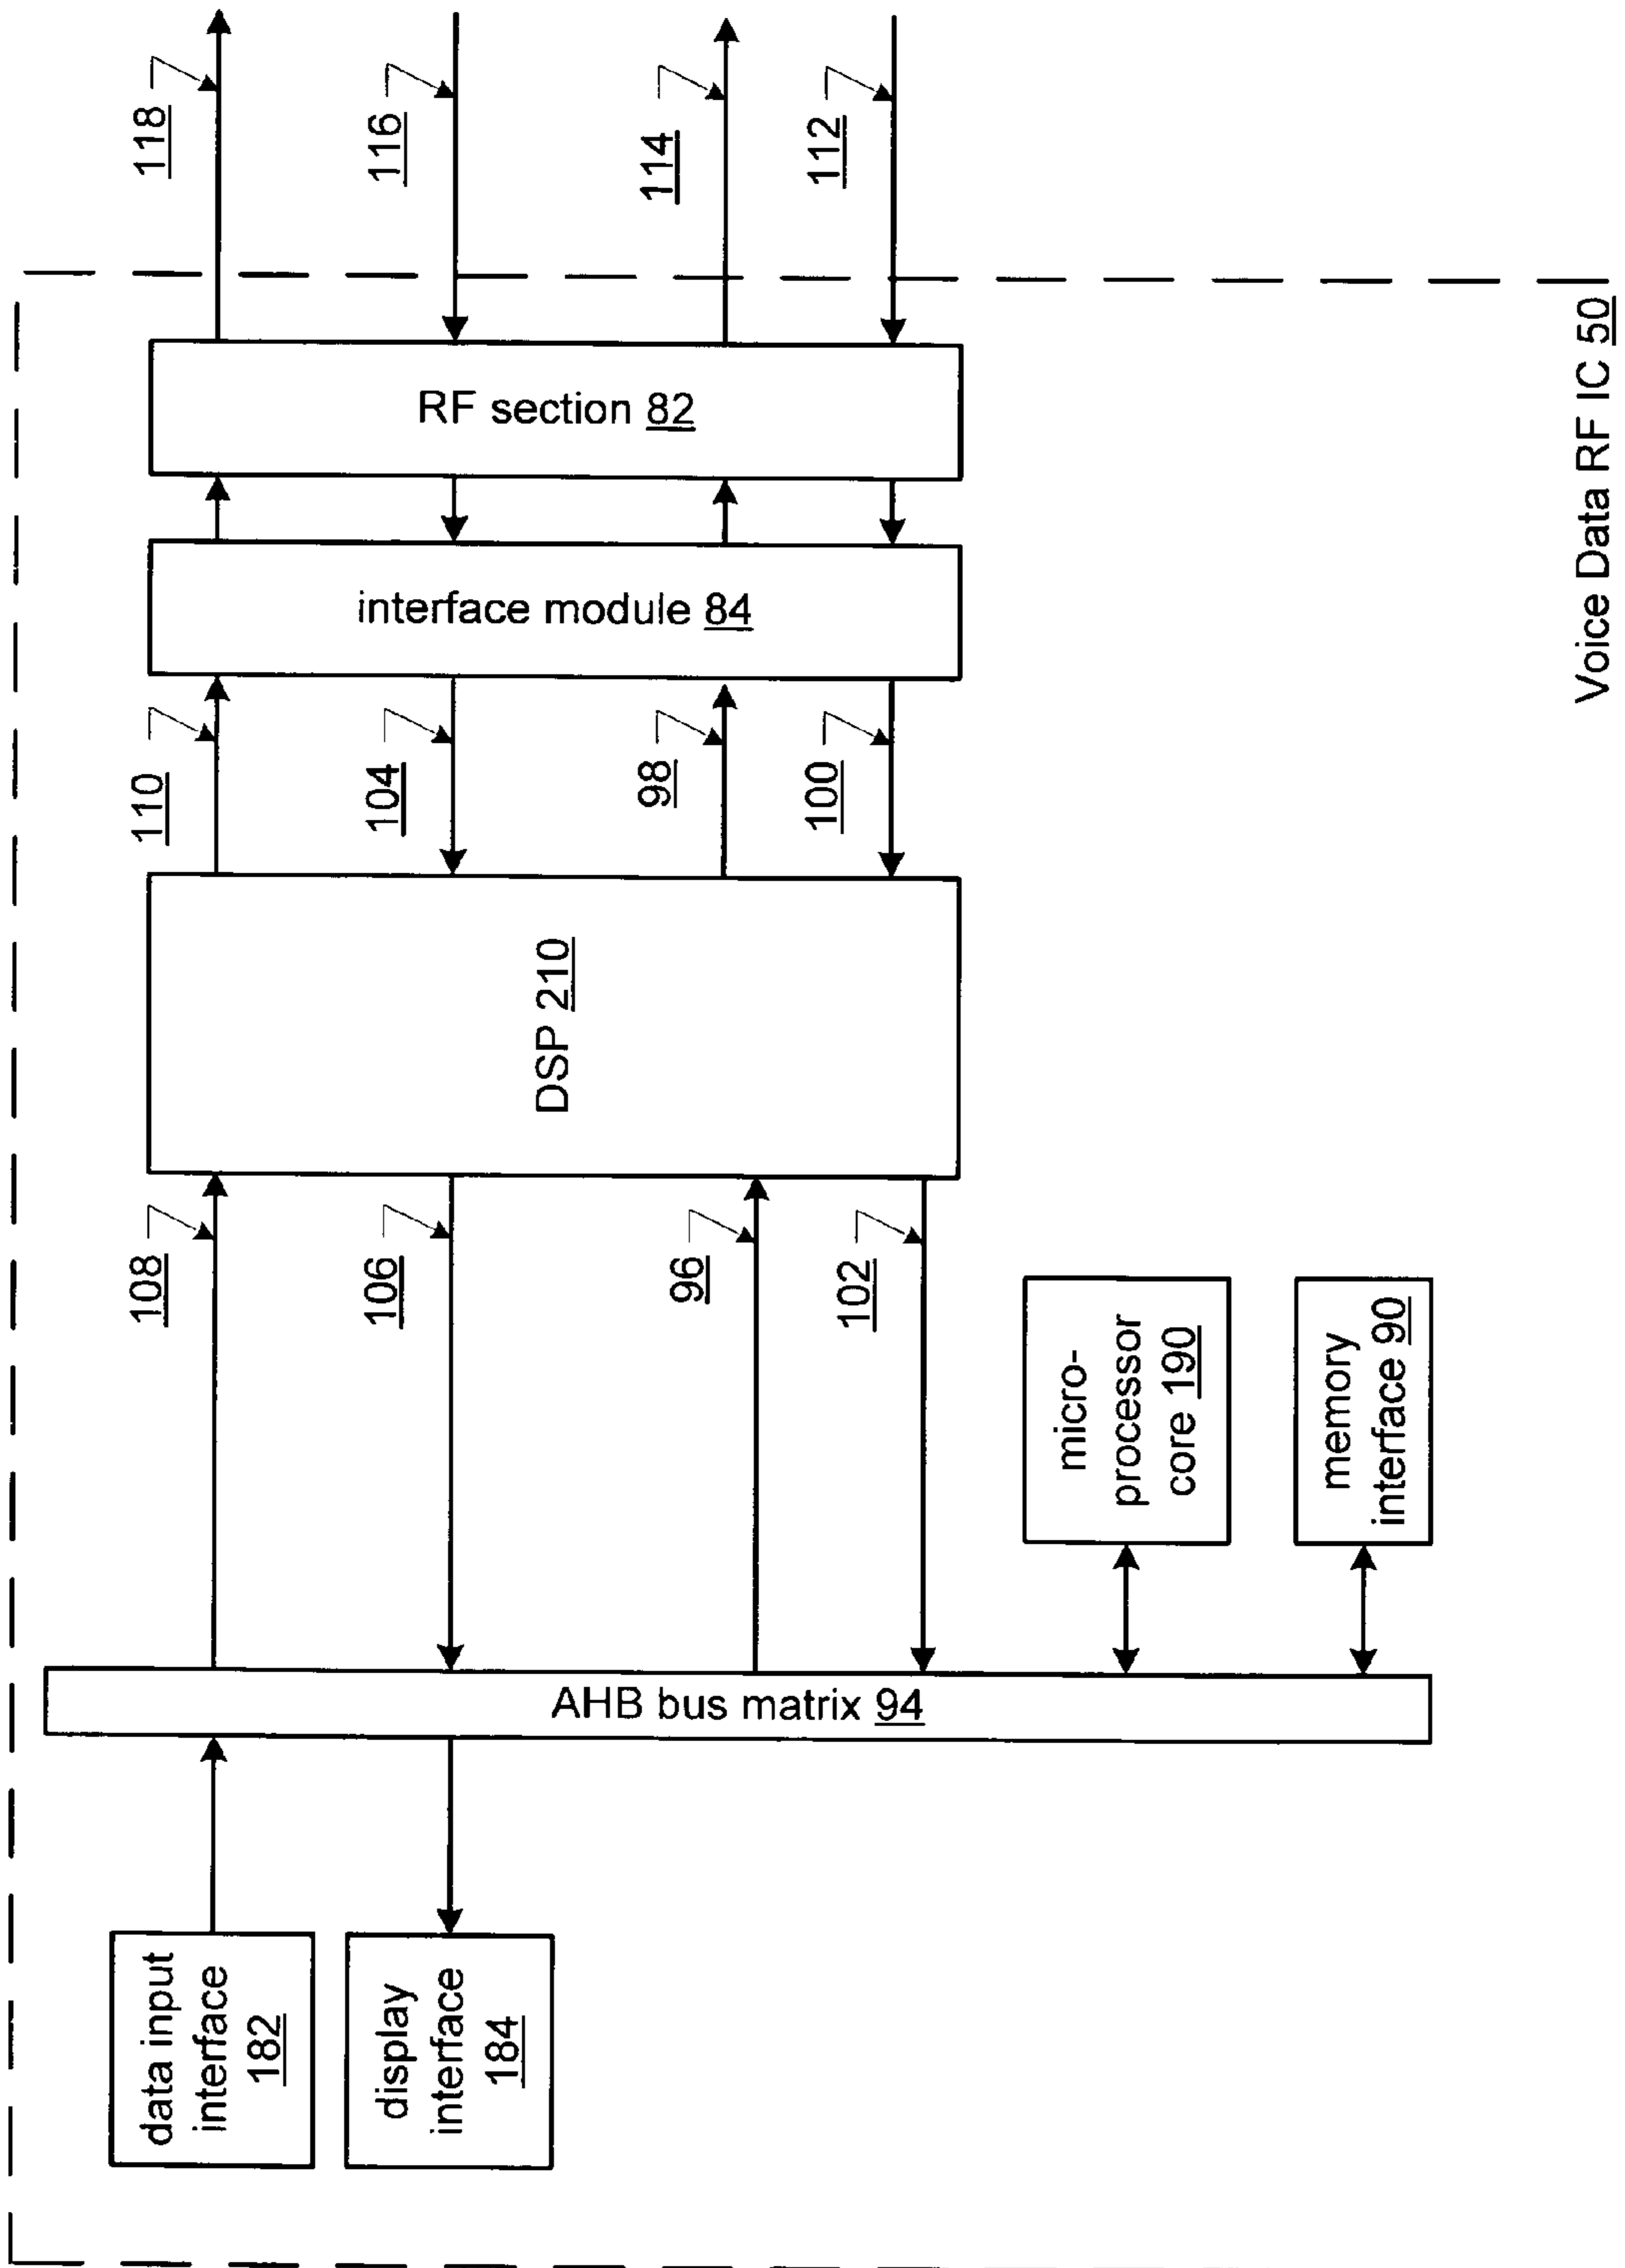 118
116
114
112
RF section 82
interface module 84
110
104
98
100
DSP 210
108
106
96
102
micro-
processor
core 190
memory
interface 90
AHB bus matrix 94
data input
interface
182
display
interface
184
Voice Data RF IC 50